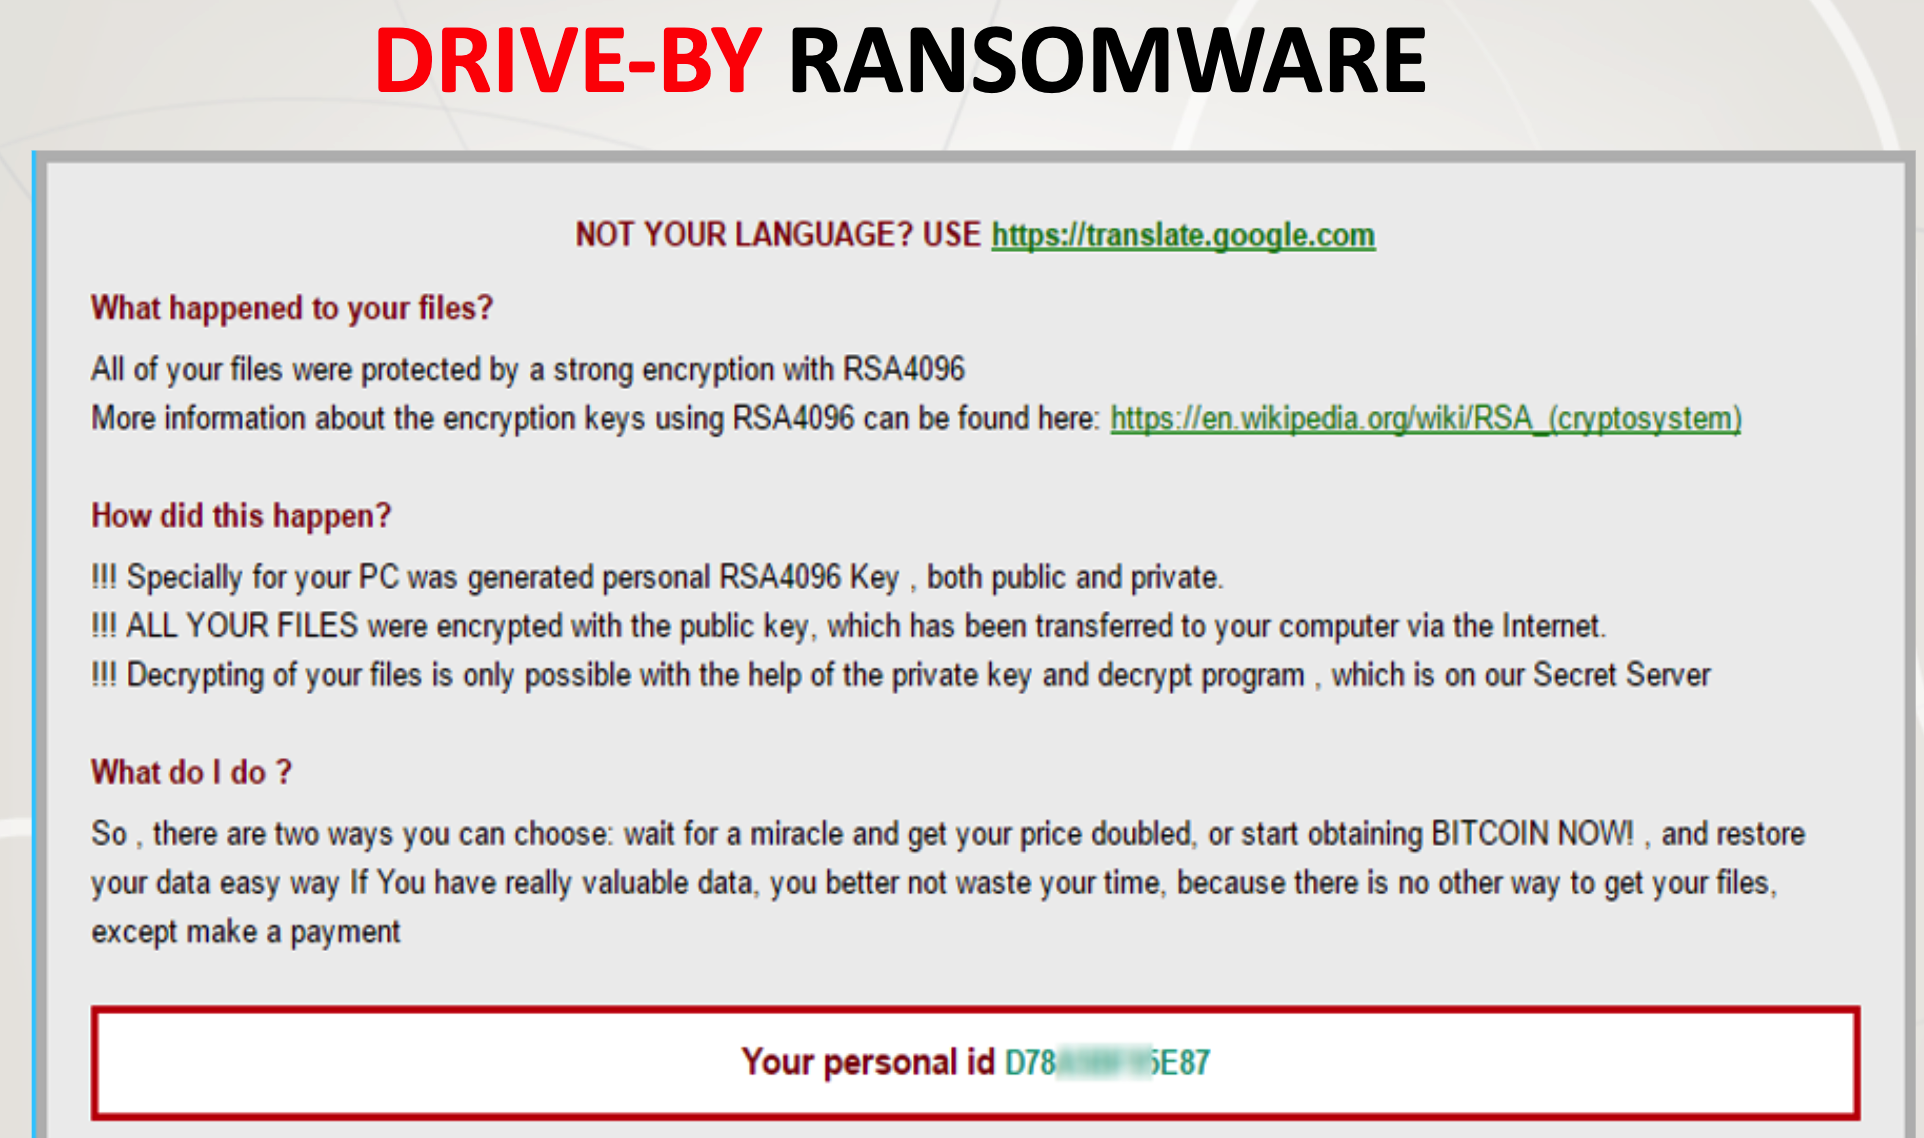 DRIVE-BY RANSOMWARE
NOT YOUR LANGUAGE? USE https://translate.google.com
What happened to your files?
All of your files were protected by a strong encryption with RSA4096
More information about the encryption keys using RSA4096 can be found here: https://en.wikipedia.org/wiki/RSA_(cryptosystem)
How did this happen?
!!! Specially for your PC was generated personal RSA4096 Key , both public and private.
!!! ALL YOUR FILES were encrypted with the public key, which has been transferred to your computer via the Internet.
!!! Decrypting of your files is only possible with the help of the private key and decrypt program , which is on our Secret Server
What do I do ?
So , there are two ways you can choose: wait for a miracle and get your price doubled, or start obtaining BITCOIN NOW! , and restore
your data easy way If You have really valuable data, you better not waste your time, because there is no other way to get your files,
except make a payment
Your personal id